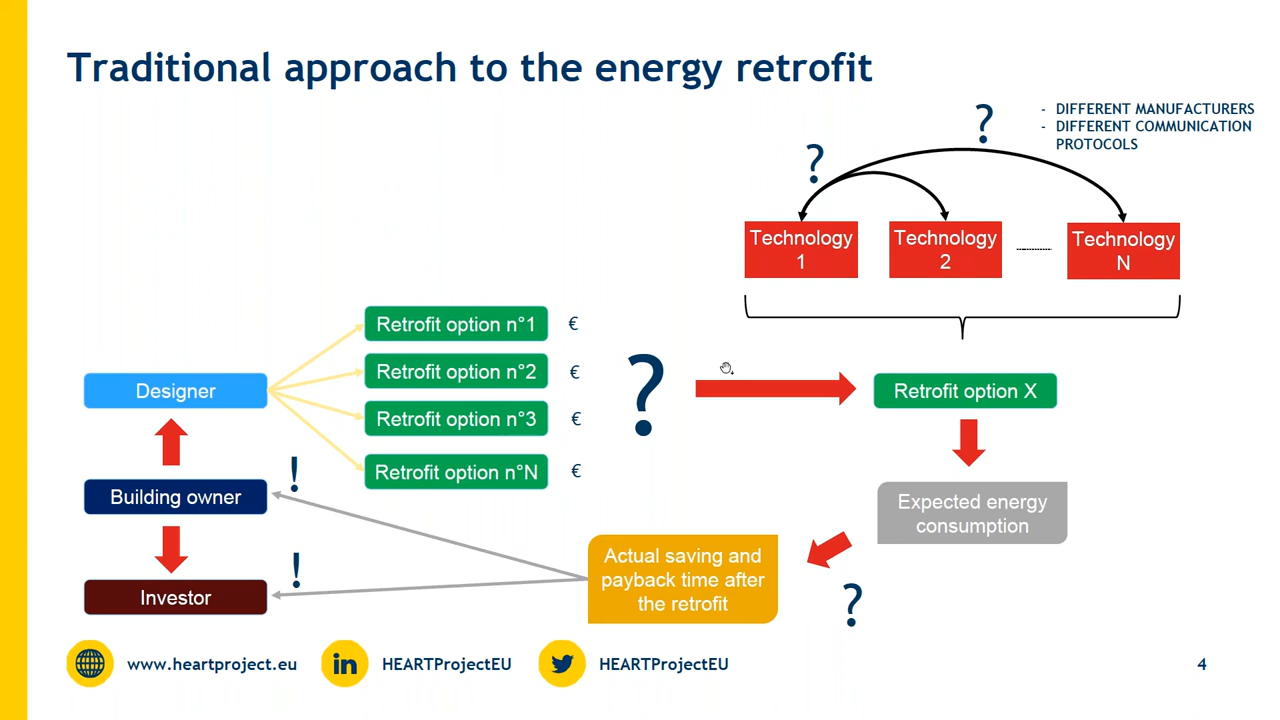 Traditional approach to the energy retrofit
?
?
- DIFFERENT MANUFACTURERS
- DIFFERENT COMMUNICATION
PROTOCOLS
Technology
1
Technology
2
Technology
N
Retrofit option n°1 €
Retrofit option n°2 €
Retrofit option n°3 €
Retrofit option n°N €
?
Designer
Building owner
Investor
!
!
Retrofit option X
Expected energy
consumption
Actual saving and
payback time after
the retrofit
?
www.heartproject.eu
in HEARTProjectEU
HEARTProjectEU
4